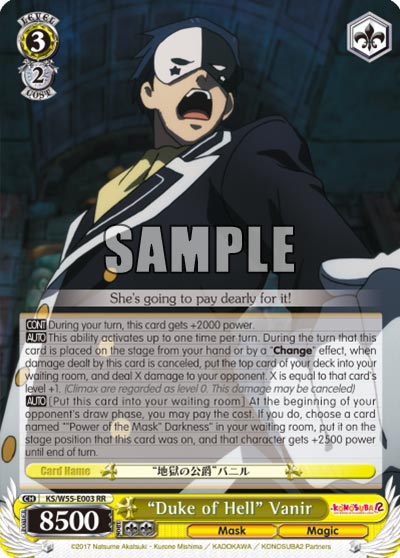 LEVEL
3
2
COST
SAMPLE
She's going to pay dearly for it!
CONT During your turn, this card gets +2000 power.
AUTO This ability activates up to one time per turn. During the turn that this
card is placed on the stage from your hand or by a "Change" effect, when
damage dealt by this card is canceled, put the top card of your deck into your
waiting room, and deal X damage to your opponent. X is equal to that card's
level +1. (Climax are regarded as level 0. This damage may be canceled)
AUTO [Put this card into your waiting room] At the beginning of your
opponent's draw phase, you may pay the cost. If you do, choose a card named
""Power of the Mask" Darkness" in your waiting room, put it on the
stage position that this card was on, and that character gets +2500 power
until end of turn.
Card Name
“地獄の公爵”バニル
CH KS/W55-E003 RR
POWER 8500
"Duke of Hell" Vanir
KONOSUBA 2
Mask
Magic
©2017 Natsume Akatsuki・Kurone Mishima / KADOKAWA / KONOSUBA2 Partners